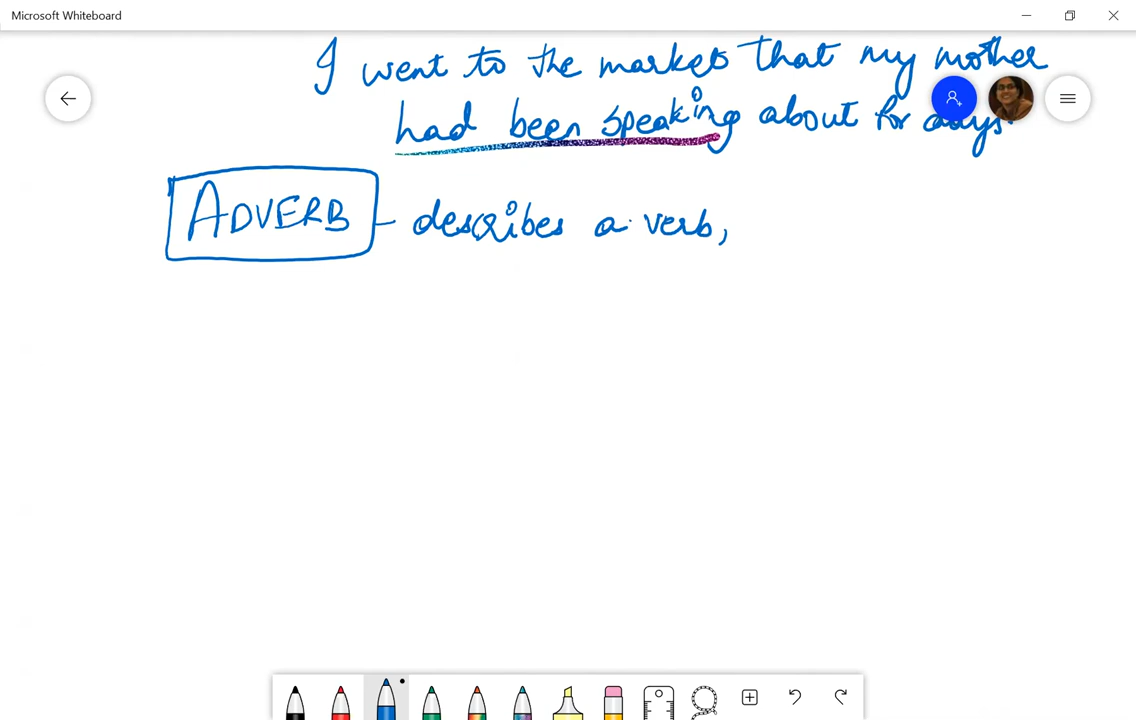 Microsoft Whiteboard
I went to the market that my mother
had been speaking about for days.
ADVERB - describes a verb,